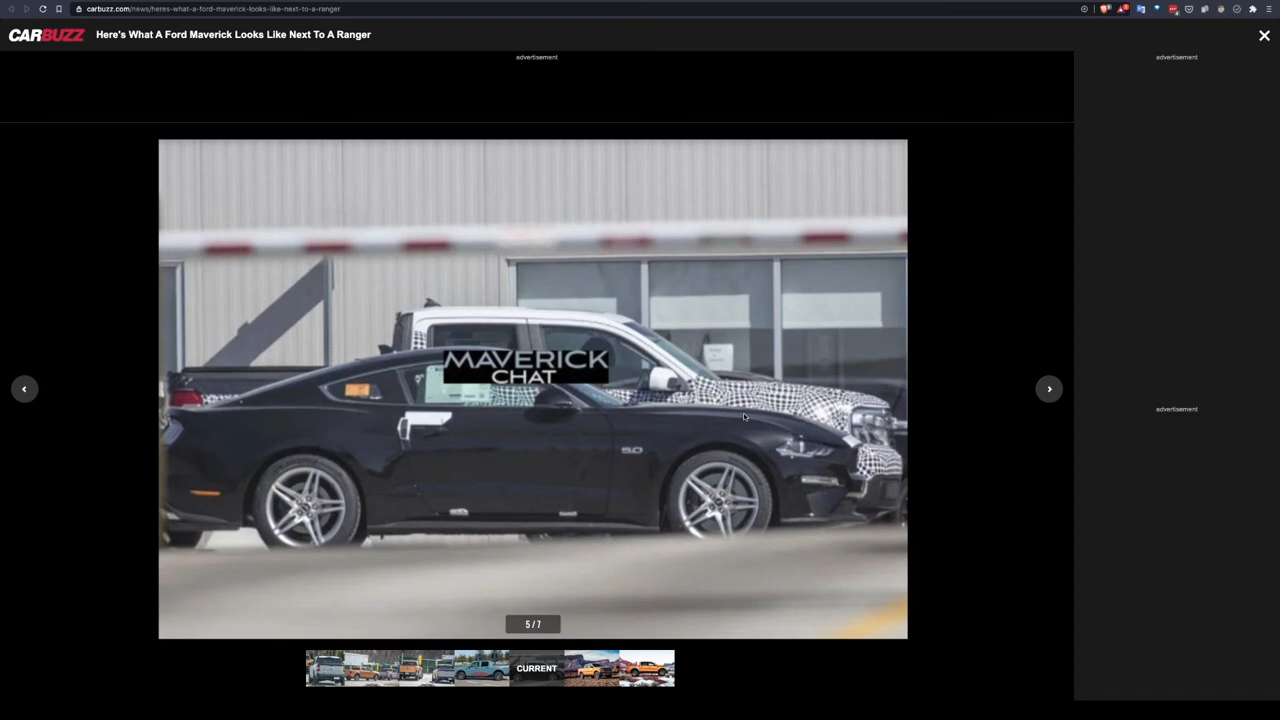 carbuzz.com/news/heres-what-a-ford-maverick-looks-like-next-to-a-ranger
CARBUZZ Here's What A Ford Maverick Looks Like Next To A Ranger
advertisement
advertisement
MAVERICK
CHAT
5.0
advertisement
5 / 7
CURRENT